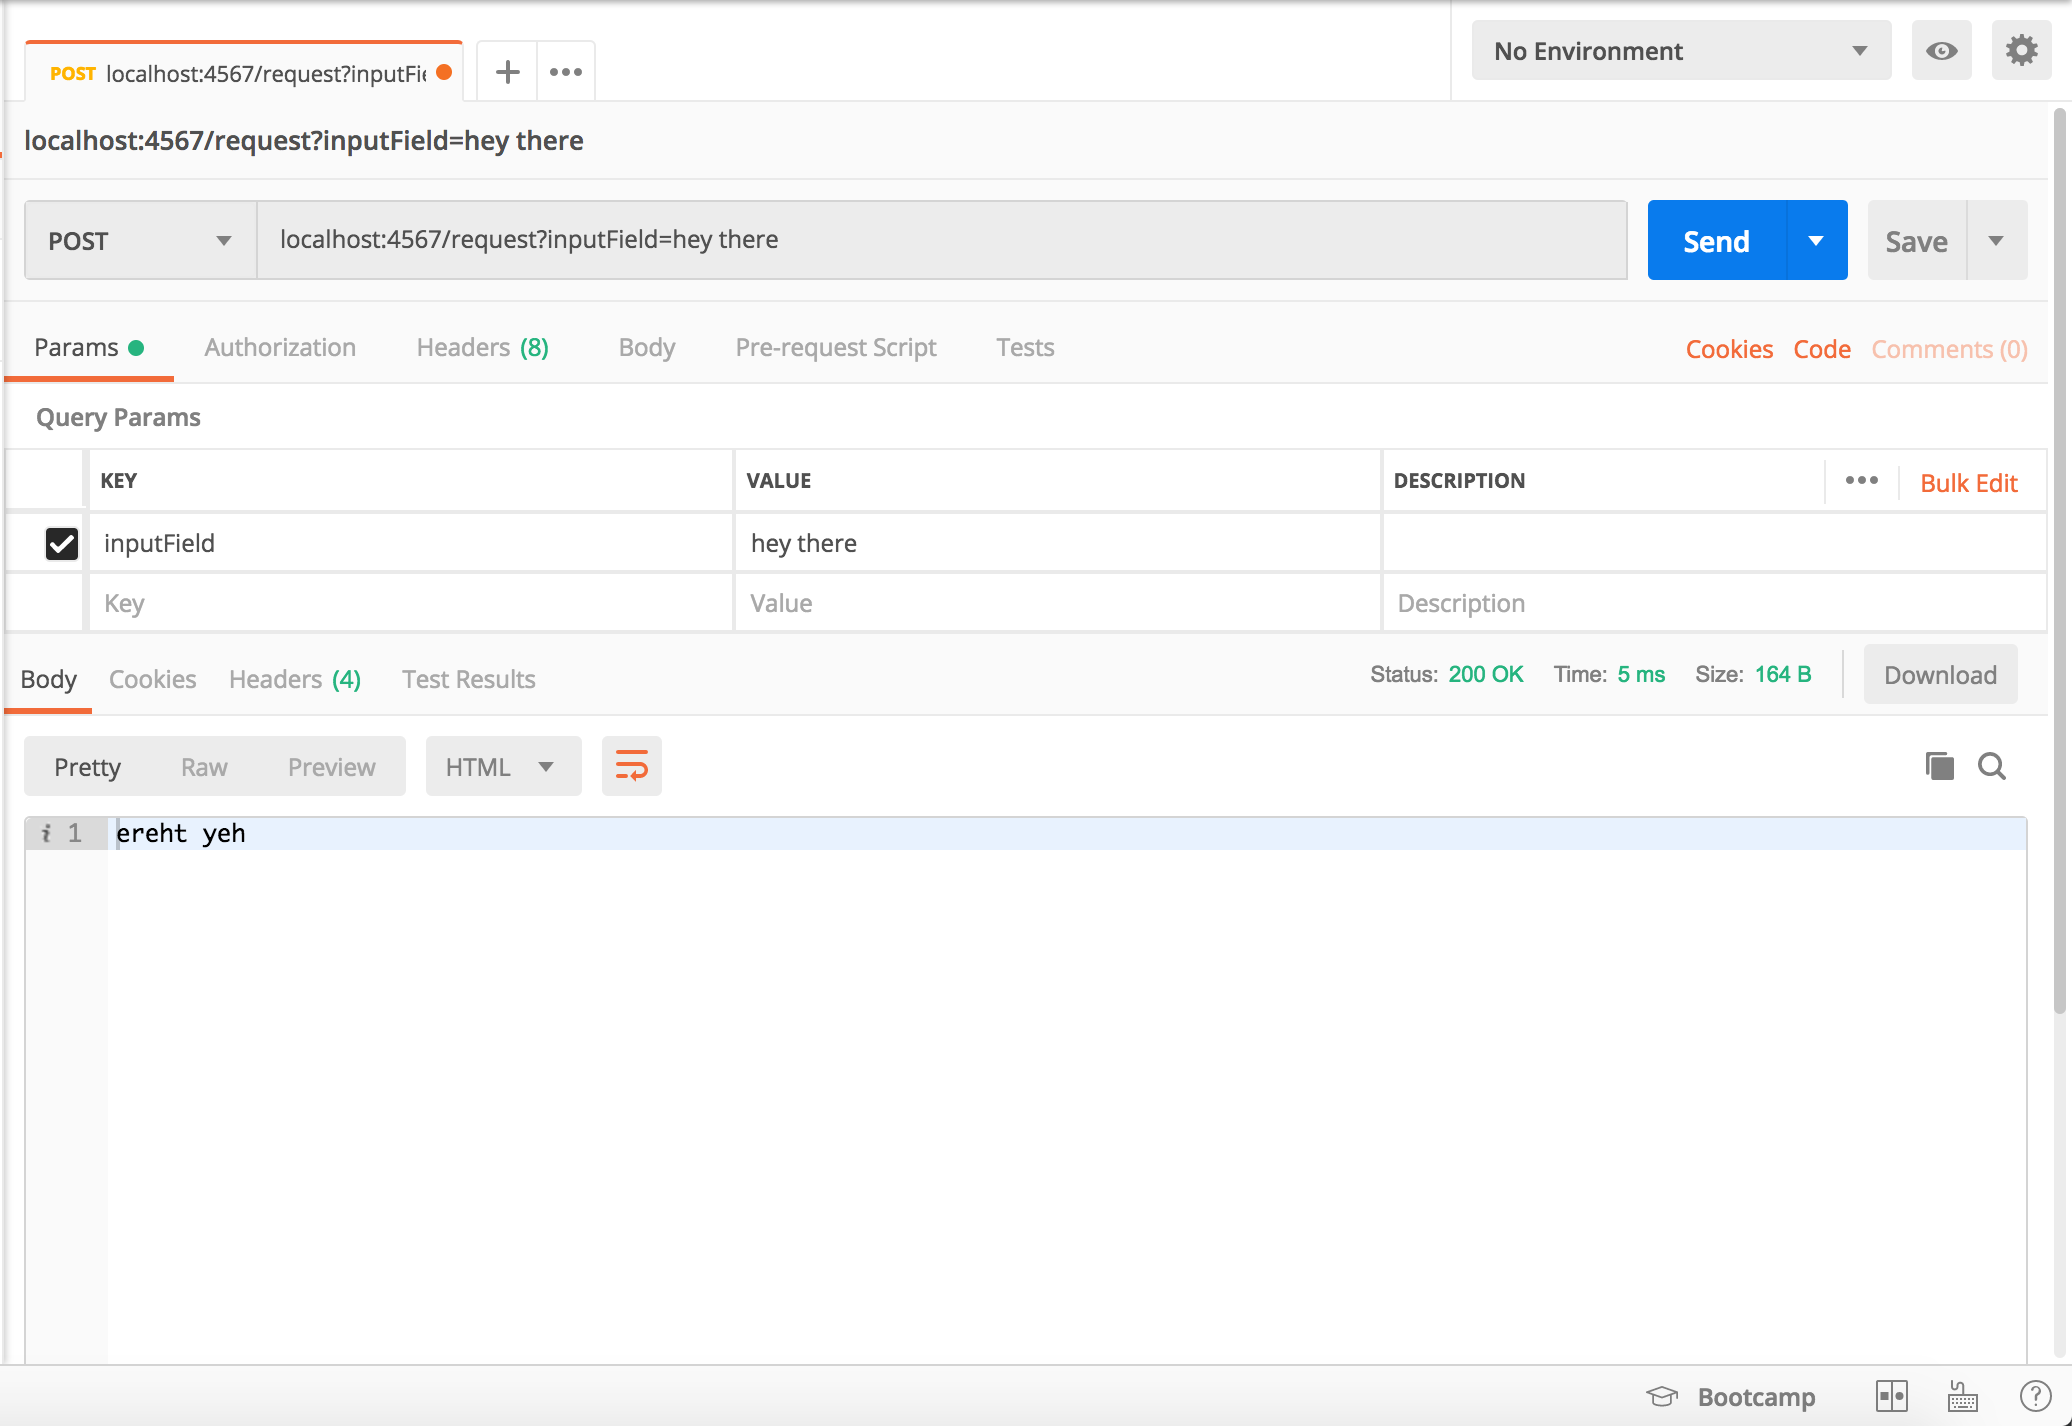 POST localhost:4567/request?inputFie
No Environment
localhost:4567/request?inputField=hey there
POST localhost:4567/request?inputField=hey there Send Save
Params Authorization Headers (8) Body Pre-request Script Tests Cookies Code Comments (0)
Query Params
KEY VALUE DESCRIPTION Bulk Edit
inputField hey there
Key Value Description
Body Cookies Headers (4) Test Results Status: 200 OK Time: 5 ms Size: 164 B Download
Pretty Raw Preview HTML
i 1 ereht yeh
Bootcamp